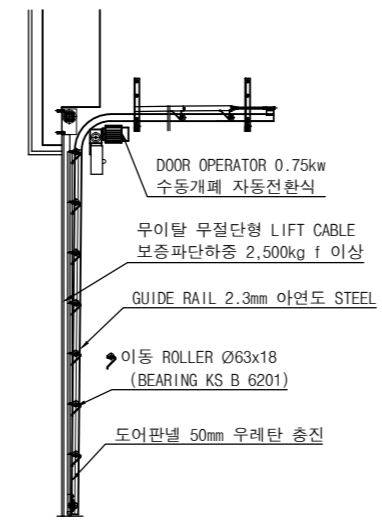 DOOR OPERATOR 0.75kw
수동개폐 자동전환식
무이탈 무절단형 LIFT CABLE
보증파단하중 2,500kg f 이상
GUIDE RAIL 2.3mm 아연도 STEEL
이동 ROLLER Ø63x18
(BEARING KS B 6201)
도어판넬 50mm 우레탄 충진